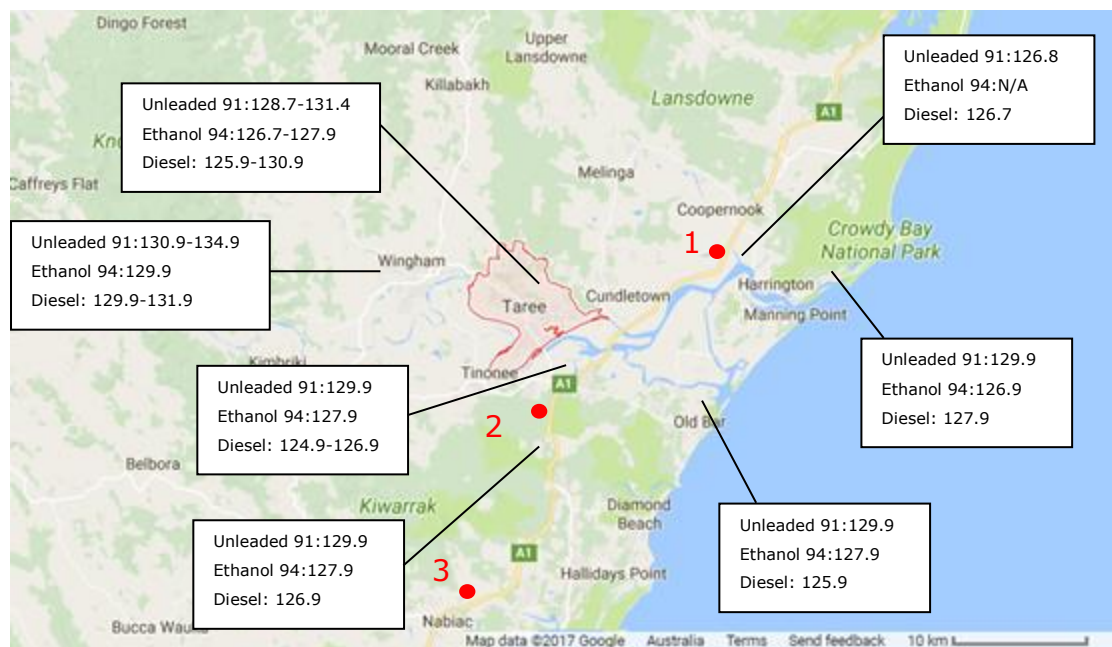 Dingo Forest
Mooral Creek
Upper
Lansdowne
Killabakh
Lansdowne
A1
Unleaded 91:126.8
Ethanol 94:N/A
Diesel: 126.7
Unleaded 91:128.7-131.4
Ethanol 94:126.7-127.9
Diesel: 125.9-130.9
Kn
Caffreys Flat
Melinga
Coopernook
1
Crowdy Bay
National Park
Unleaded 91:130.9-134.9
Ethanol 94:129.9
Diesel: 129.9-131.9
Wingham
Taree
Cundletown
Harrington
Manning Point
Kimbriki
Tinonee
A1
Unleaded 91:129.9
Ethanol 94:126.9
Diesel: 127.9
Unleaded 91:129.9
Ethanol 94:127.9
Diesel: 124.9-126.9
2
Old Bar
Belbora
Kiwarrak
Diamond
Beach
Unleaded 91:129.9
Ethanol 94:127.9
Diesel: 125.9
Unleaded 91:129.9
Ethanol 94:127.9
Diesel: 126.9
A1
3
Hallidays Point
Nabiac
Bucca Wauka
Map data ©2017 Google Australia Terms Send feedback 10 km